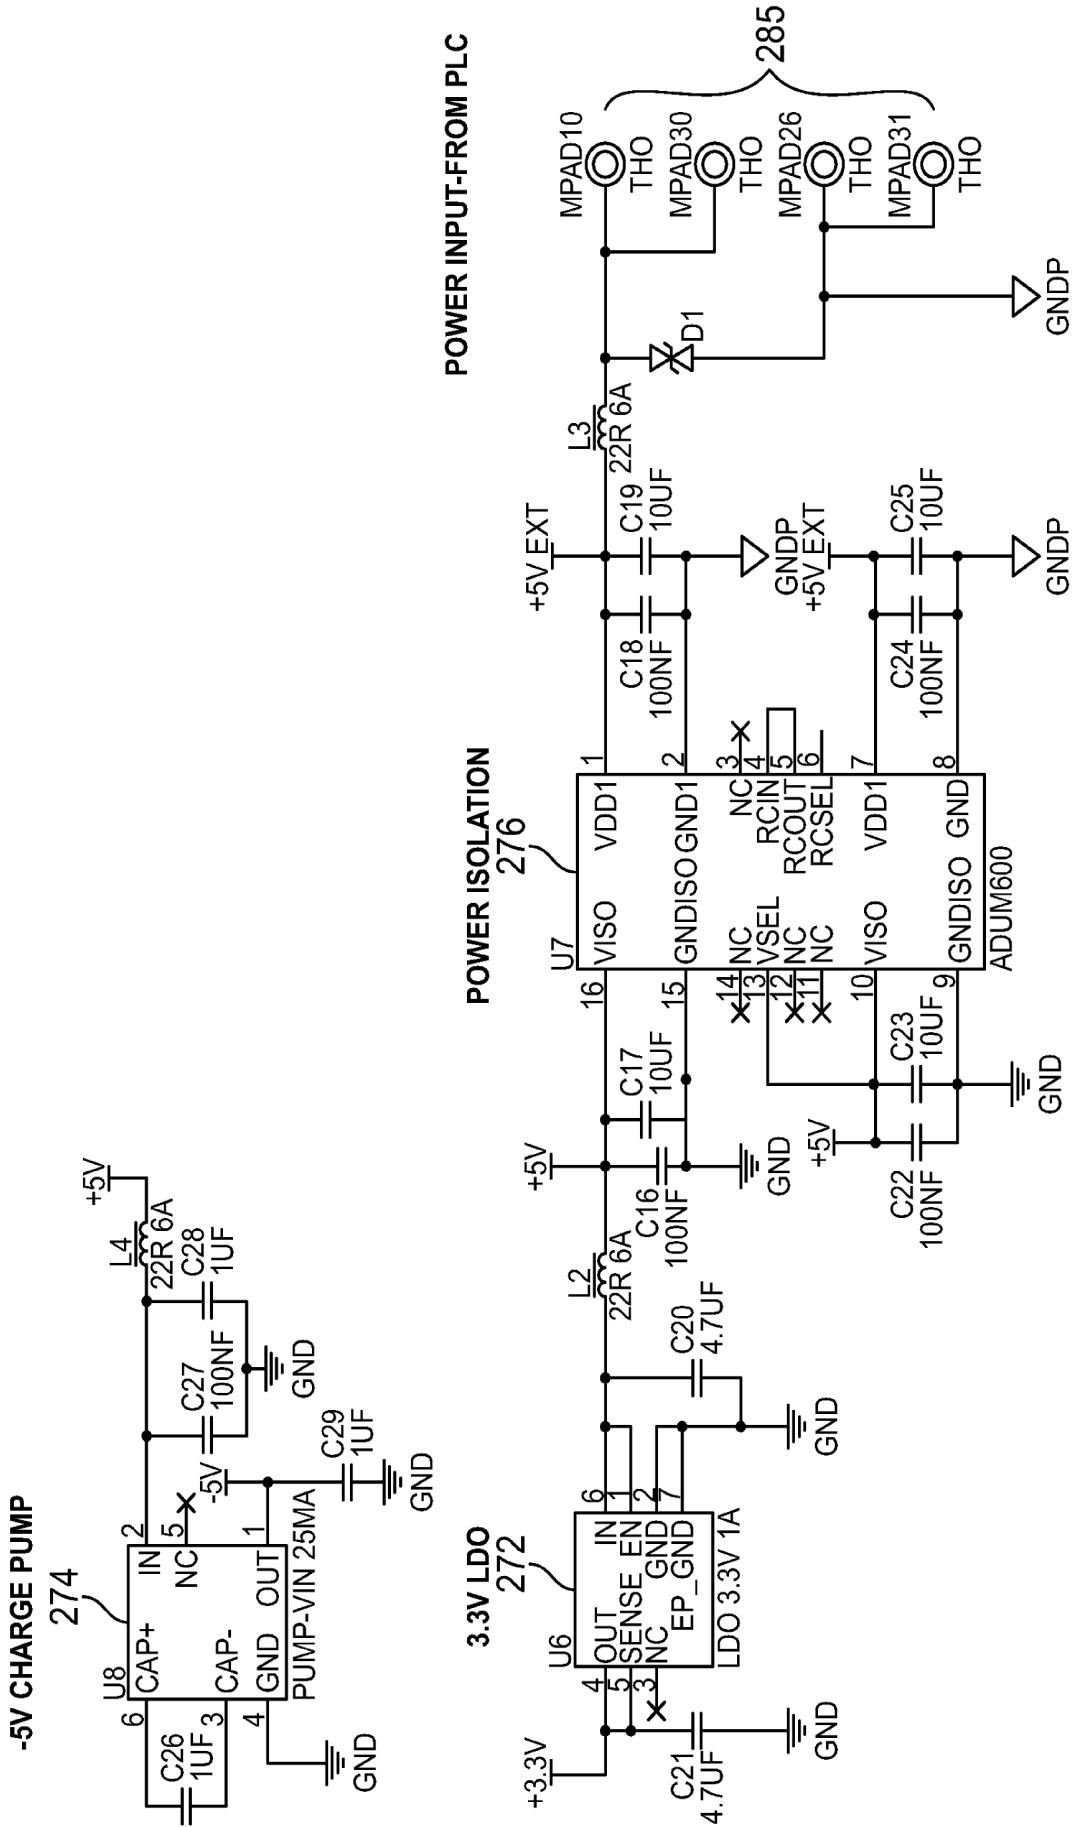 -5V CHARGE PUMP
274
U8
CAP+
CAP-
GND
IN
NC
OUT
PUMP-VIN 25MA
6
3
4
2
5
1
C26
1UF
GND
-5V
C29
1UF
GND
C27
100NF
C28
1UF
GND
L4
22R 6A
+5V
3.3V LDO
272
U6
OUT
SENSE
NC
IN
EN
GND
EP_GND
LDO 3.3V 1A
4
5
3
6
1
2
7
+3.3V
C21
4.7UF
GND
C20
4.7UF
GND
L2
22R 6A
+5V
C16
100NF
C17
10UF
GND
POWER ISOLATION
276
U7
VISO
GNDISO
NC
VSEL
NC
NC
VISO
GNDISO
VDD1
GND1
NC
RCIN
RCOUT
RCSEL
VDD1
GND
ADUM600
16
15
14
13
12
11
10
9
1
2
3
4
5
6
7
8
+5V
C22
100NF
C23
10UF
GND
+5V EXT
C18
100NF
C19
10UF
GNDP
+5V EXT
C24
100NF
C25
10UF
GNDP
L3
22R 6A
D1
POWER INPUT-FROM PLC
MPAD10
THO
MPAD30
THO
MPAD26
THO
MPAD31
THO
285
GNDP